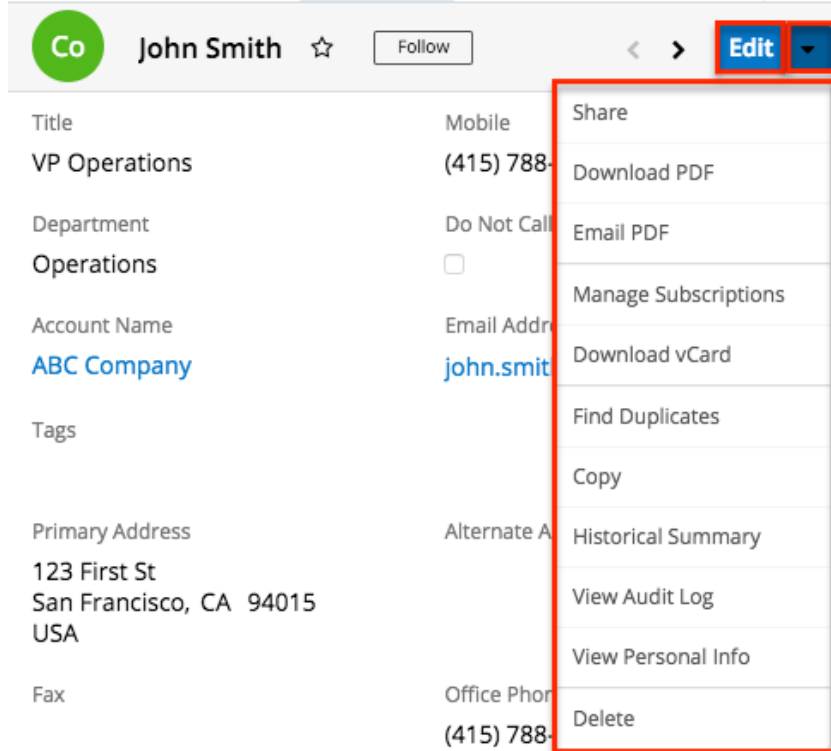 Co
John Smith
Follow
Edit
Title
VP Operations
Department
Operations
Account Name
ABC Company
Tags
Primary Address
123 First St
San Francisco, CA 94015
USA
Fax
Mobile
(415) 788-
Do Not Call
Email
john.smit
Alternate
Office
(415) 788-
Share
Download PDF
Email PDF
Manage Subscriptions
Download vCard
Find Duplicates
Copy
Historical Summary
View Audit Log
View Personal Info
Delete